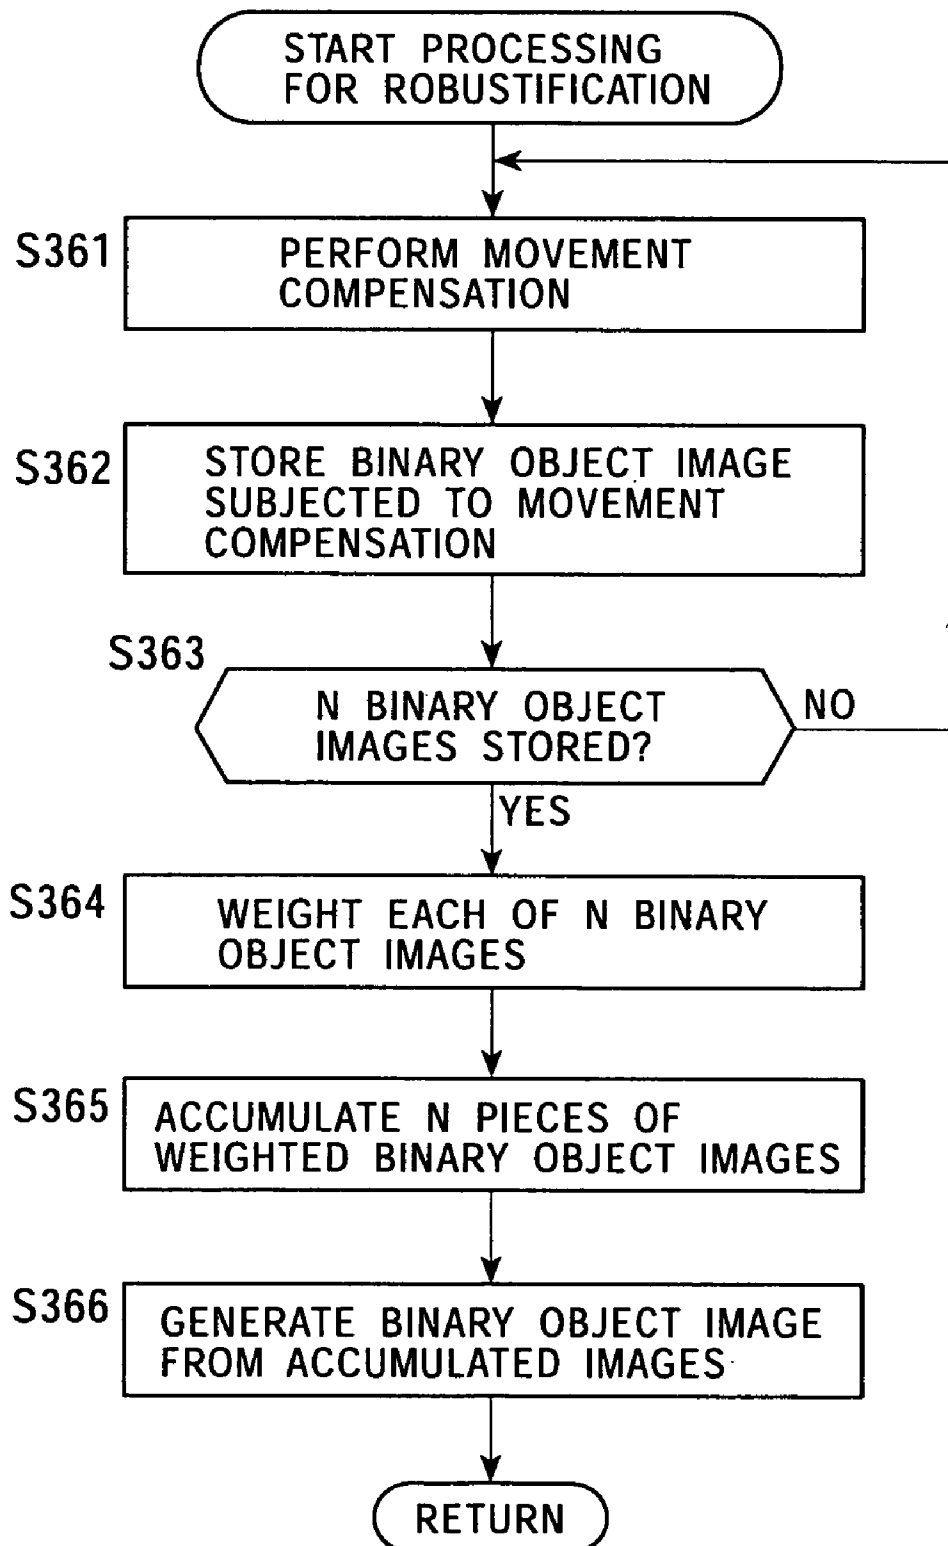 START PROCESSING
FOR ROBUSTIFICATION
S361
PERFORM MOVEMENT
COMPENSATION
S362
STORE BINARY OBJECT IMAGE
SUBJECTED TO MOVEMENT
COMPENSATION
S363
N BINARY OBJECT
IMAGES STORED?
NO
YES
S364
WEIGHT EACH OF N BINARY
OBJECT IMAGES
S365
ACCUMULATE N PIECES OF
WEIGHTED BINARY OBJECT IMAGES
S366
GENERATE BINARY OBJECT IMAGE
FROM ACCUMULATED IMAGES
RETURN